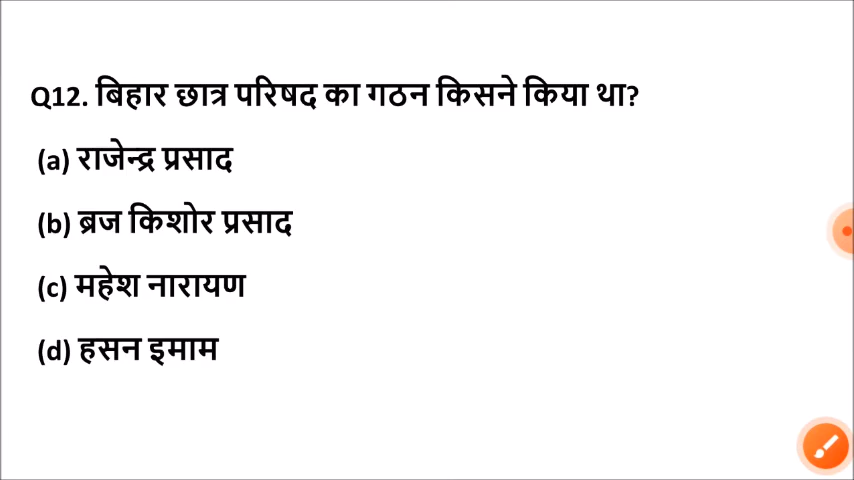 Q12. बिहार छात्र परिषद का गठन किसने किया था?
(a) राजेन्द्र प्रसाद
(b) ब्रज किशोर प्रसाद
(c) महेश नारायण
(d) हसन इमाम